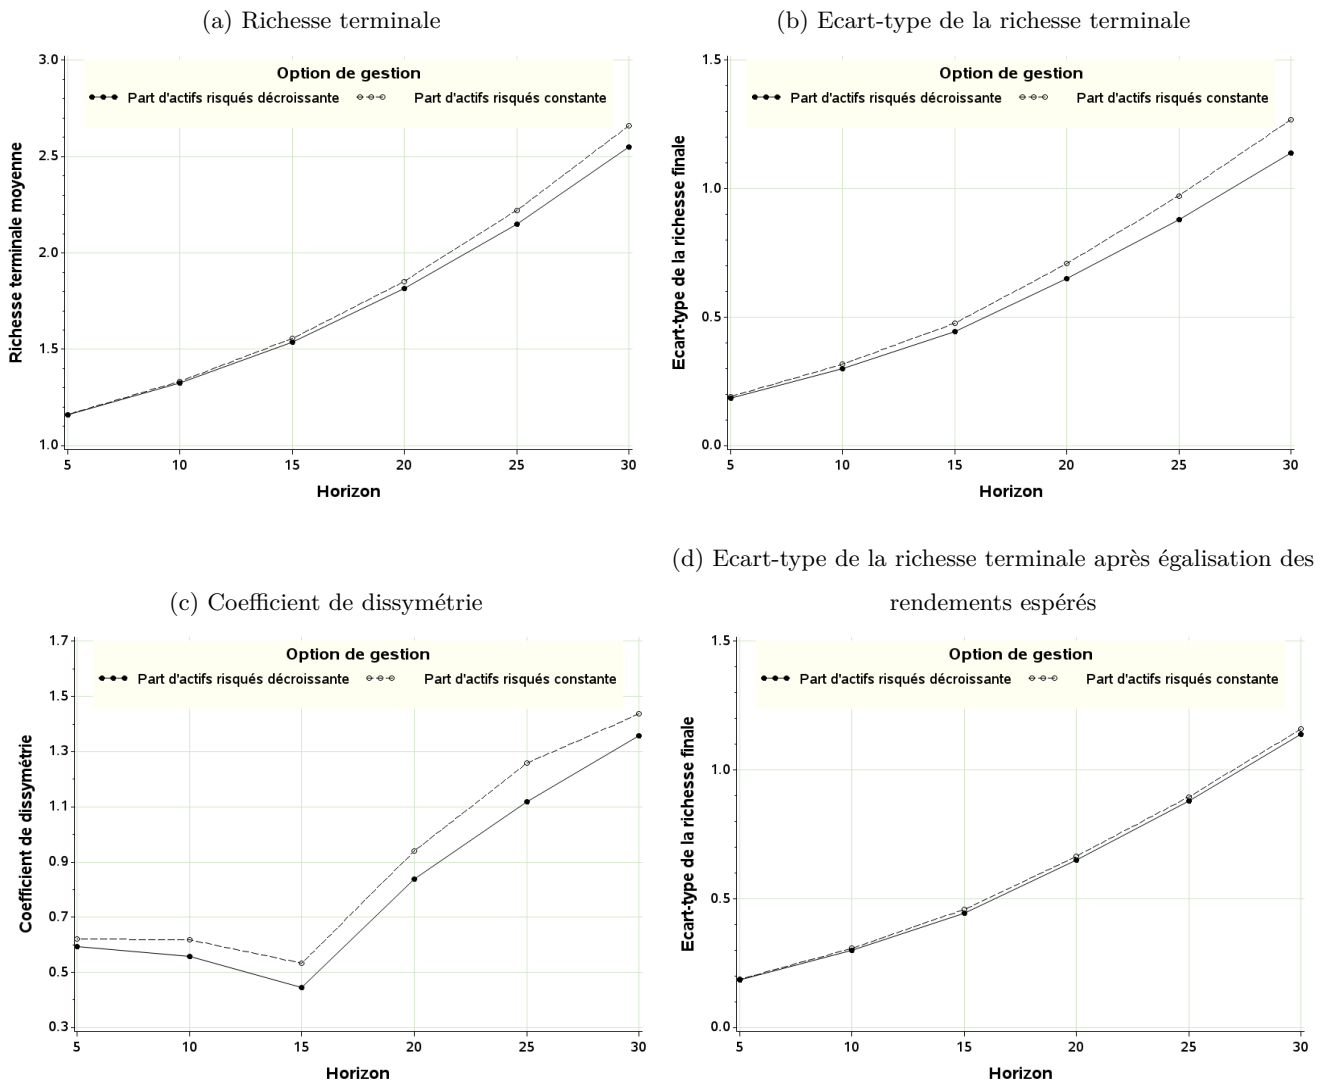 (a) Richesse terminale
3.0
2.5
2.0
1.5
1.0
Richesse terminale moyenne
Option de gestion
Part d'actifs risqués décroissante Part d'actifs risqués constante
5 10 15 20 25 30
Horizon
(b) Ecart-type de la richesse terminale
1.5
1.0
0.5
0.0
Ecart-type de la richesse finale
Option de gestion
Part d'actifs risqués décroissante Part d'actifs risqués constante
5 10 15 20 25 30
Horizon
(c) Coefficient de dissymétrie
1.7
1.5
1.3
1.1
0.9
0.7
0.5
0.3
Coefficient de dissymétrie
Option de gestion
Part d'actifs risqués décroissante Part d'actifs risqués constante
5 10 15 20 25 30
Horizon
(d) Ecart-type de la richesse terminale après égalisation des
rendements espérés
1.5
1.0
0.5
0.0
Ecart-type de la richesse finale
Option de gestion
Part d'actifs risqués décroissante Part d'actifs risqués constante
5 10 15 20 25 30
Horizon